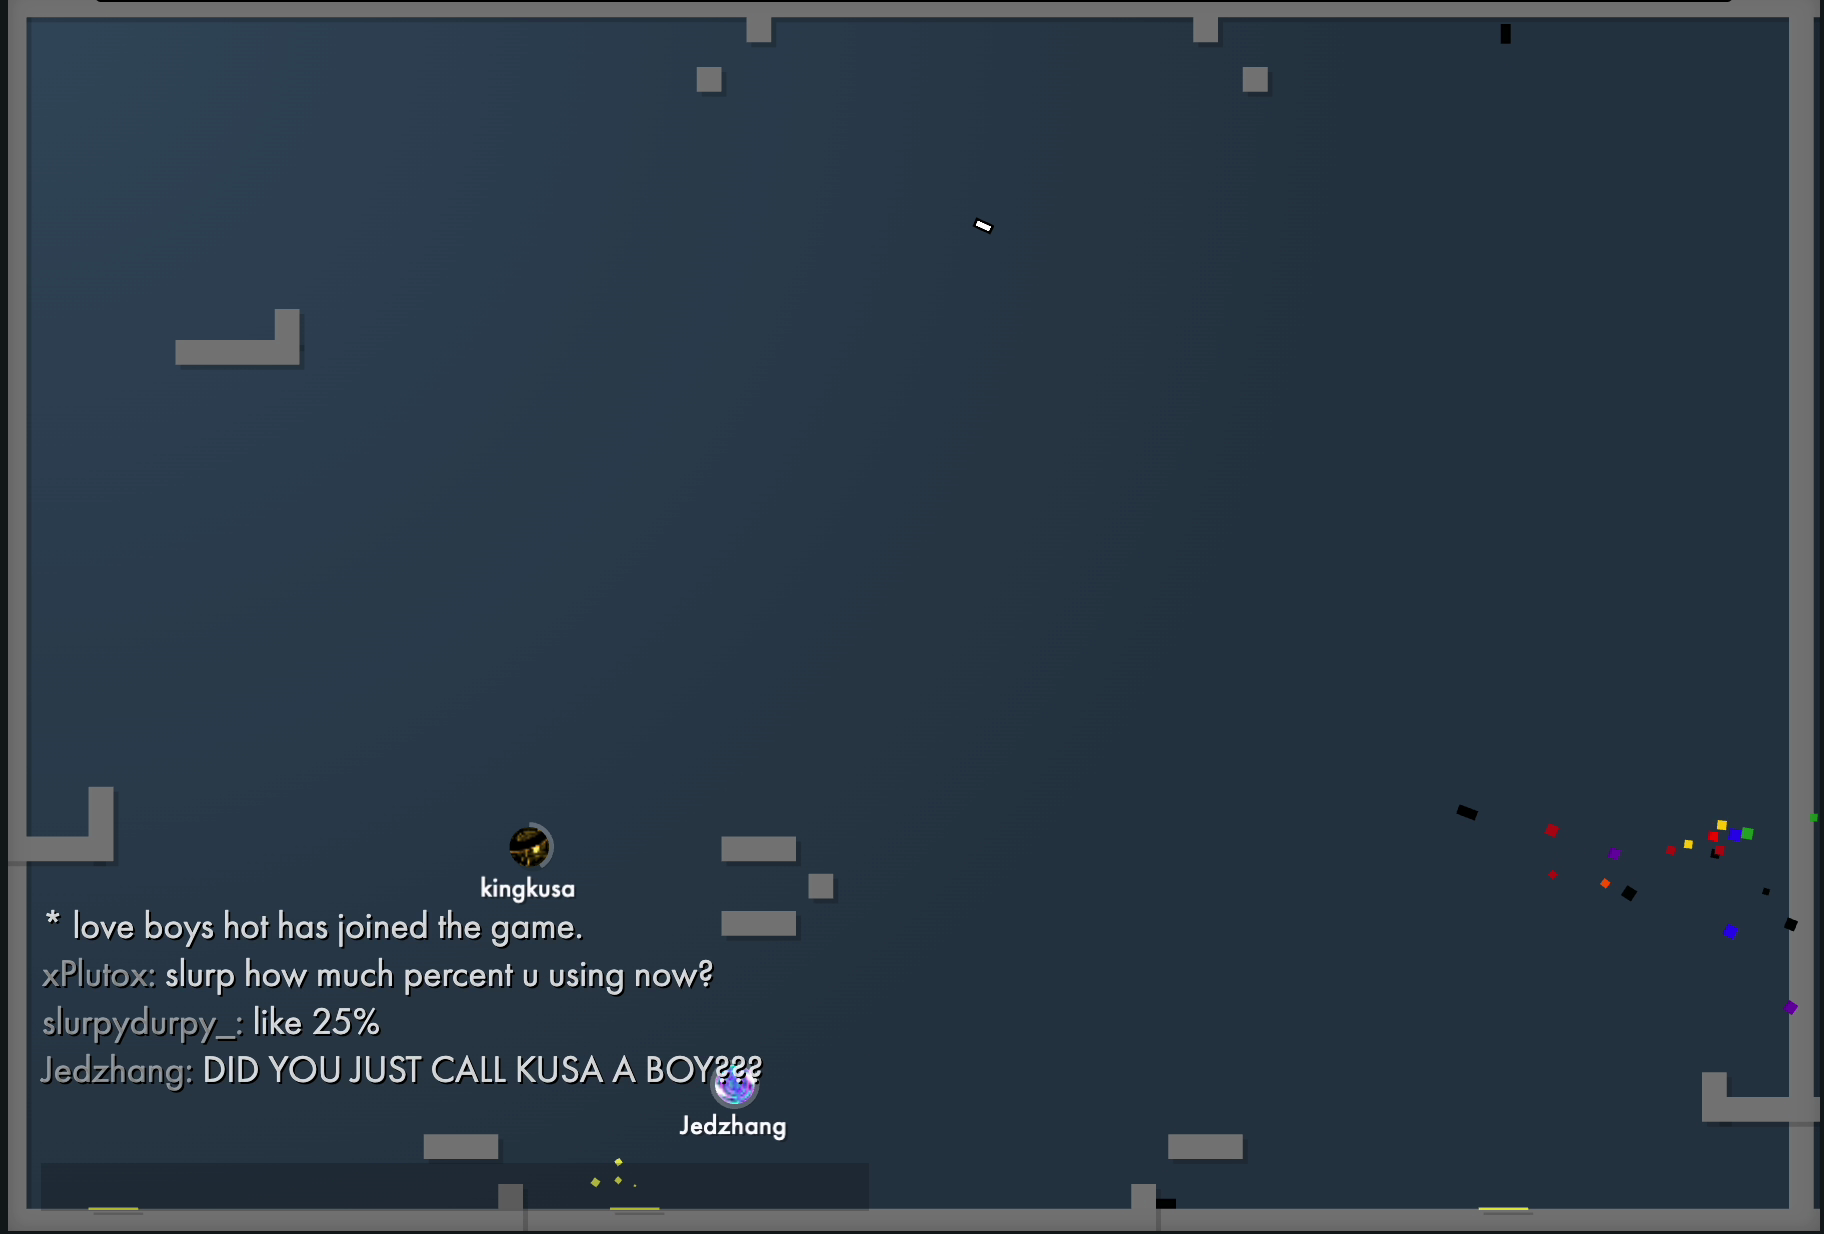 kingkusa
* love boys hot has joined the game.
xPlutox: slurp how much percent u using now?
slurpydurpy_: like 25%
Jedzhang: DID YOU JUST CALL KUSA A BOY???
Jedzhang